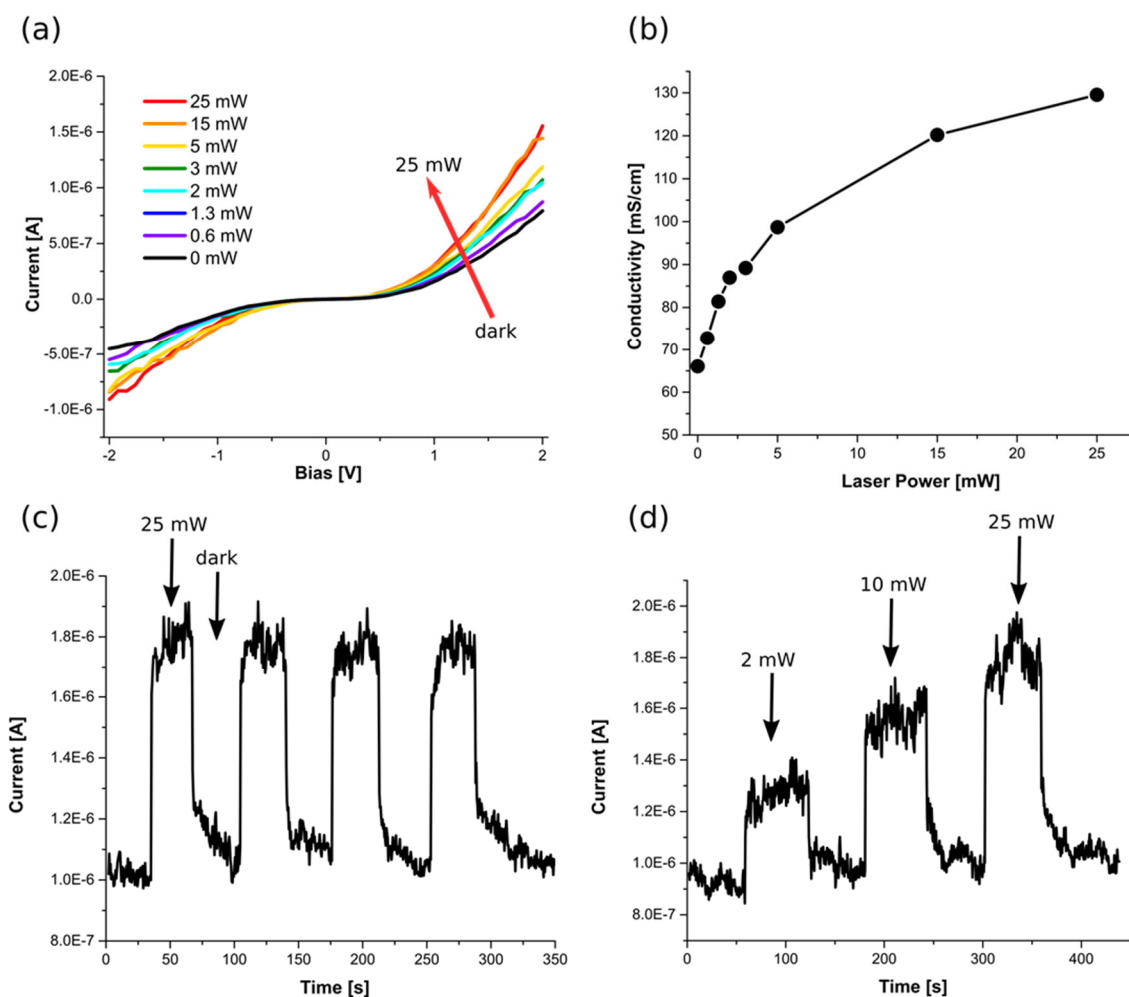 (a)
2.0E-6
1.5E-6
1.0E-6
5.0E-7
0.0
-5.0E-7
-1.0E-6
Current [A]
25 mW
15 mW
5 mW
3 mW
2 mW
1.3 mW
0.6 mW
0 mW
25 mW
dark
-2
-1
0
1
2
Bias [V]
(b)
130
120
110
100
90
80
70
60
50
Conductivity [mS/cm]
0
5
10
15
20
25
Laser Power [mW]
(c)
25 mW
dark
2.0E-6
1.8E-6
1.6E-6
1.4E-6
1.2E-6
1.0E-6
8.0E-7
Current [A]
0
50
100
150
200
250
300
350
Time [s]
(d)
25 mW
10 mW
2 mW
2.0E-6
1.8E-6
1.6E-6
1.4E-6
1.2E-6
1.0E-6
8.0E-7
Current [A]
0
100
200
300
400
Time [s]